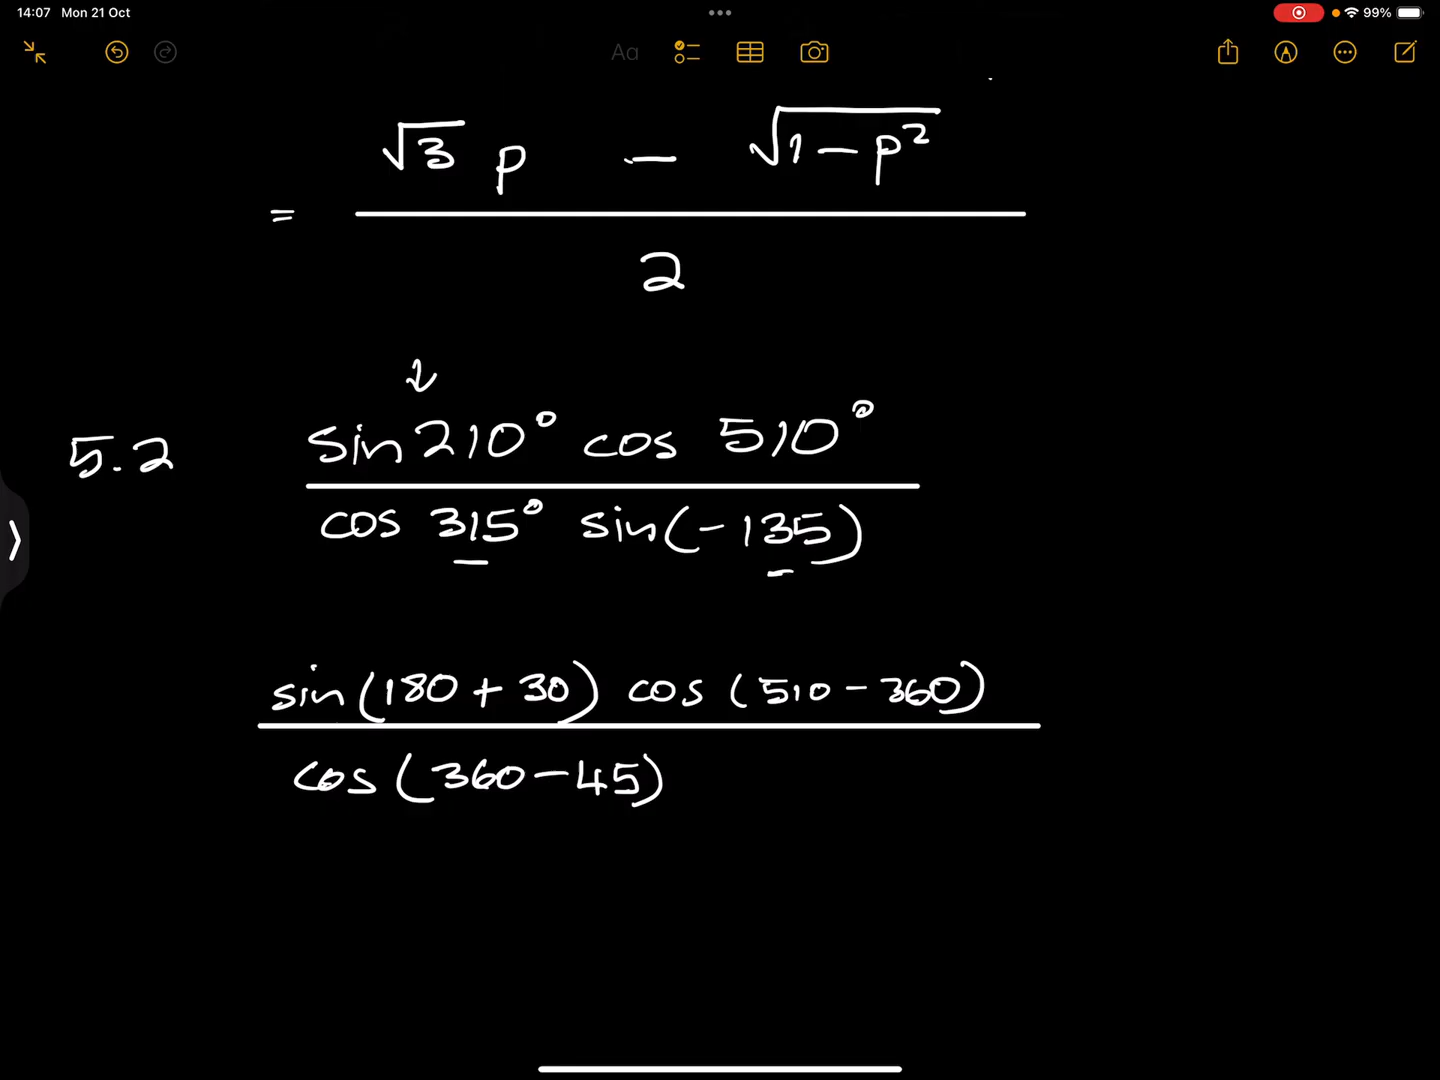 14:07 Mon 21 Oct 99%
Aa
√3 p − √1−p²
=
2
5.2 sin 210° cos 510°
cos 315° sin(−135)
sin(180 + 30) cos(510 − 360)
cos(360 − 45)